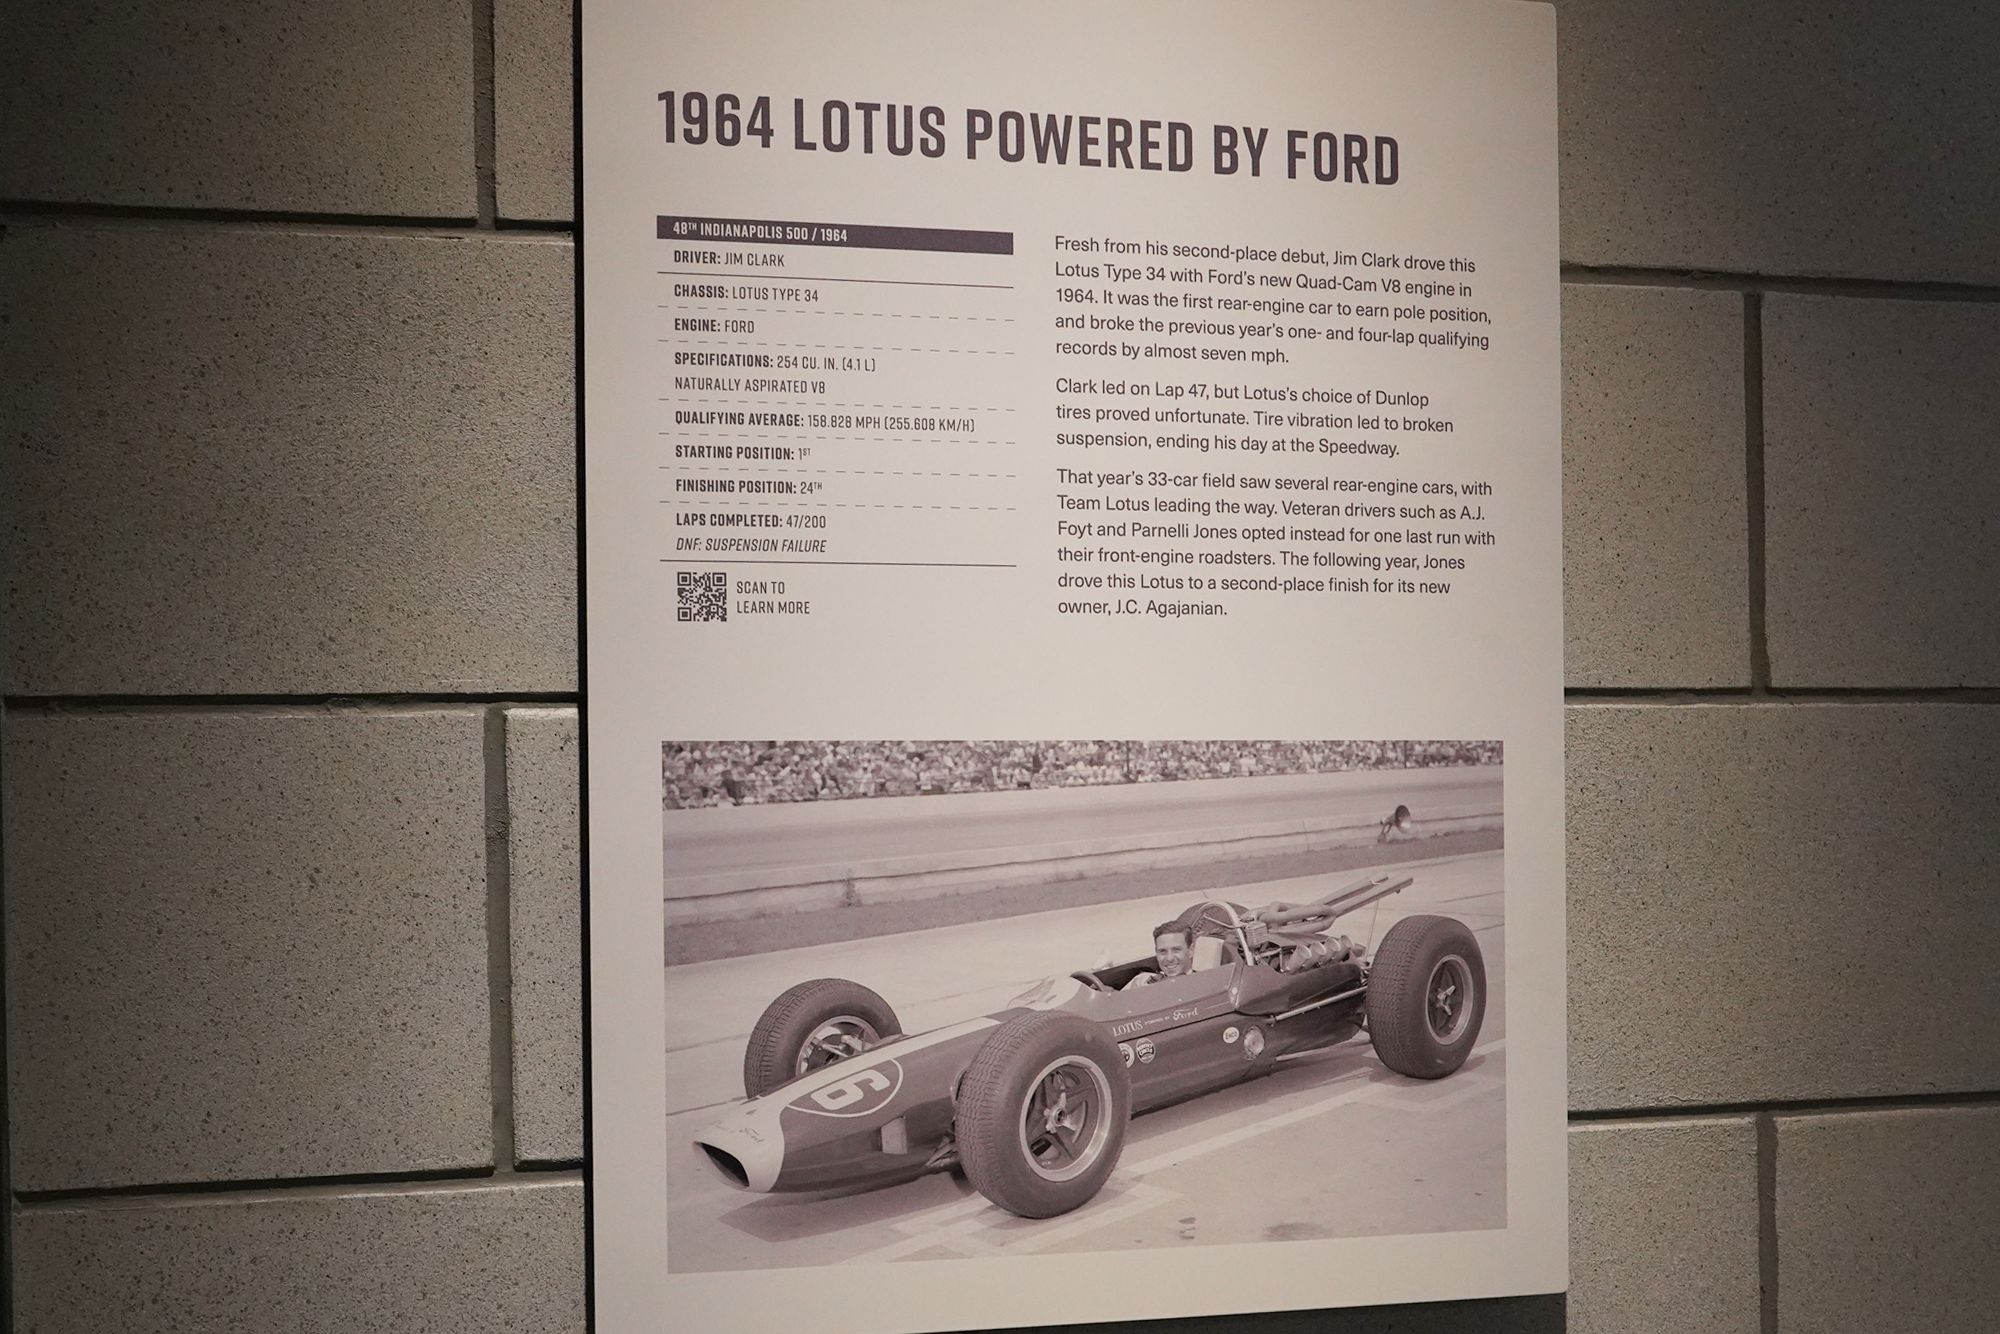 1964 LOTUS POWERED BY FORD
48TH INDIANAPOLIS 500 / 1964
DRIVER: JIM CLARK
CHASSIS: LOTUS TYPE 34
ENGINE: FORD
SPECIFICATIONS: 254 CU. IN. (4.1 L)
NATURALLY ASPIRATED V8
QUALIFYING AVERAGE: 158.828 MPH (255.608 KM/H)
STARTING POSITION: 1ST
FINISHING POSITION: 24TH
LAPS COMPLETED: 47/200
DNF: SUSPENSION FAILURE
SCAN TO
LEARN MORE
Fresh from his second-place debut, Jim Clark drove this
Lotus Type 34 with Ford's new Quad-Cam V8 engine in
1964. It was the first rear-engine car to earn pole position,
and broke the previous year's one- and four-lap qualifying
records by almost seven mph.
Clark led on Lap 47, but Lotus's choice of Dunlop
tires proved unfortunate. Tire vibration led to broken
suspension, ending his day at the Speedway.
That year's 33-car field saw several rear-engine cars, with
Team Lotus leading the way. Veteran drivers such as A.J.
Foyt and Parnelli Jones opted instead for one last run with
their front-engine roadsters. The following year, Jones
drove this Lotus to a second-place finish for its new
owner, J.C. Agajanian.
LOTUS POWERED BY Ford
6
Ford